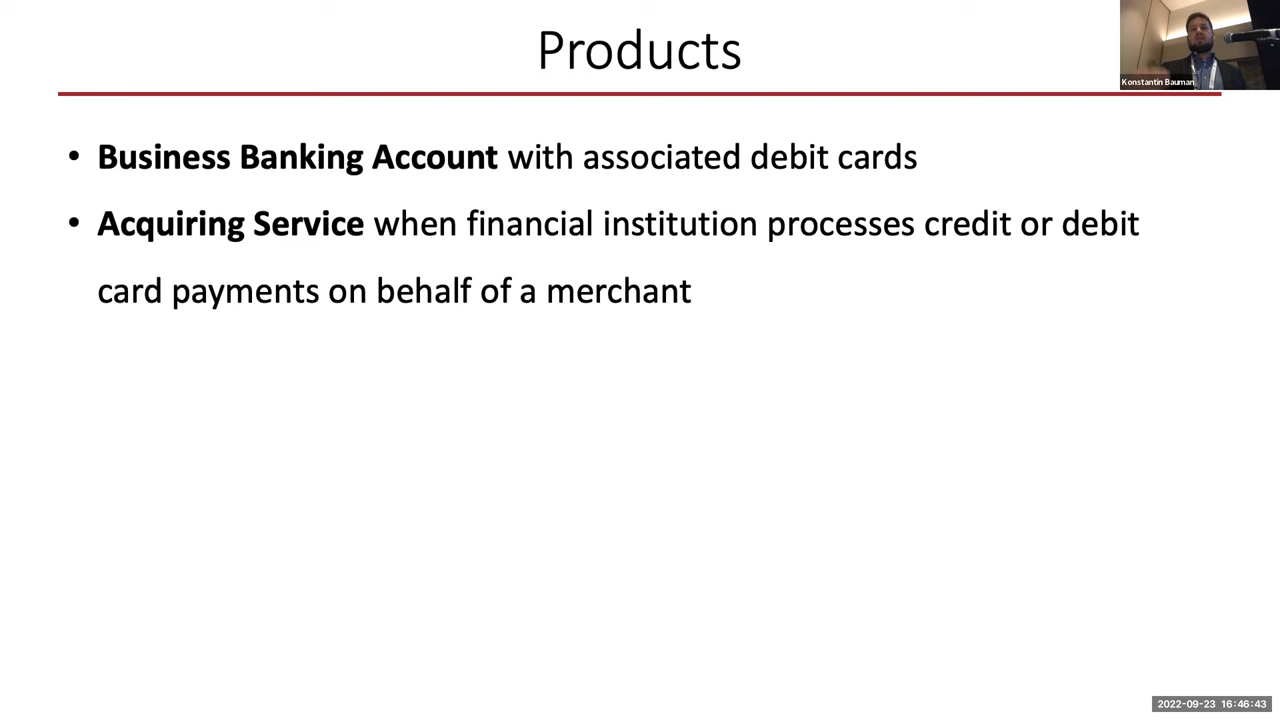 Products
Konstantin Bauman
• Business Banking Account with associated debit cards
• Acquiring Service when financial institution processes credit or debit
card payments on behalf of a merchant
2022-09-23 16:46:43